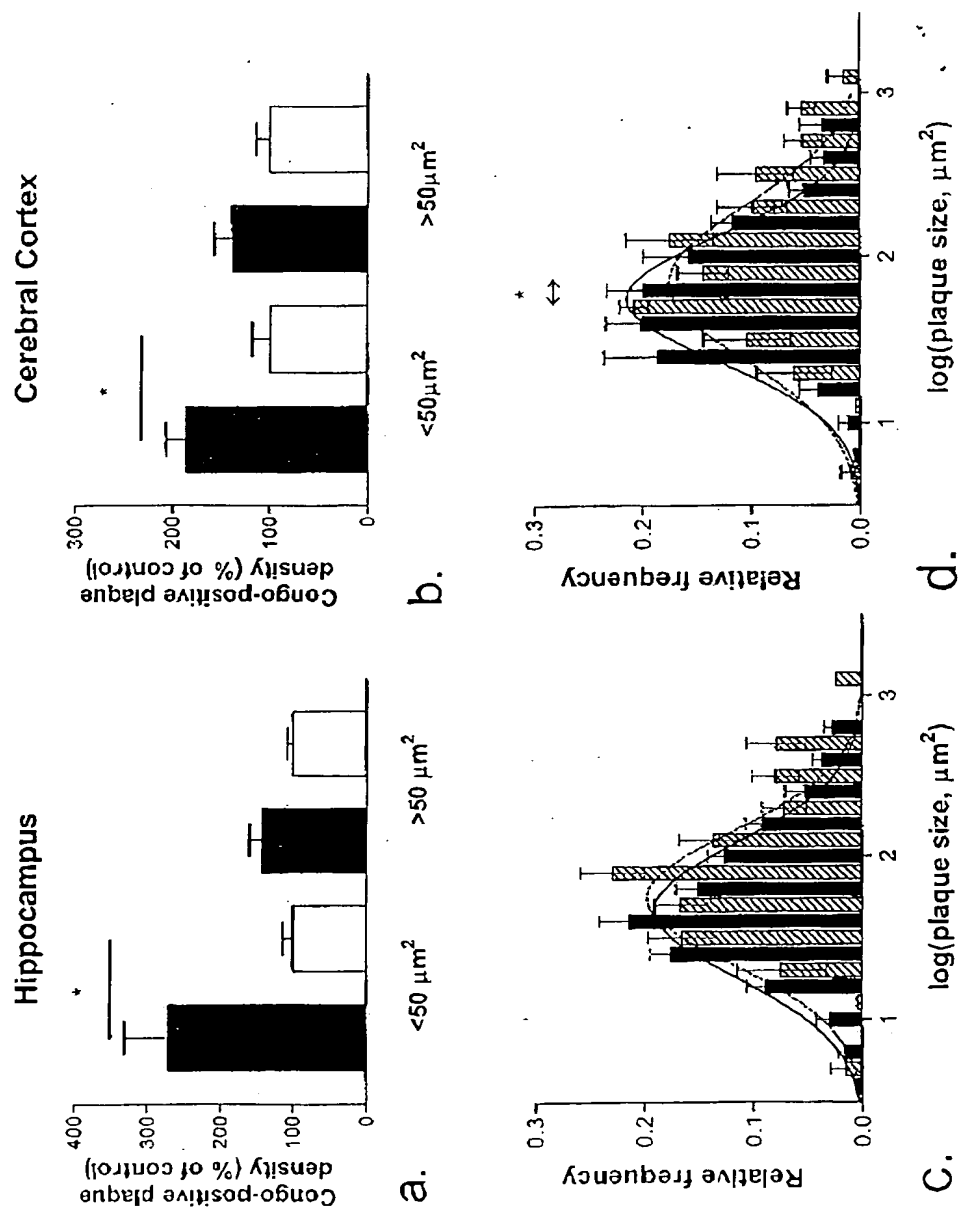 Hippocampus
Cerebral Cortex
Congo-positive plaque
density (% of control)
400
300
200
100
0
*
<50 μm²
>50 μm²
a.
Congo-positive plaque
density (% of control)
300
200
100
0
*
<50μm²
>50μm²
b.
Relative frequency
0.3
0.2
0.1
0.0
1
2
3
log(plaque size, μm²)
c.
Relative frequency
0.3
0.2
0.1
0.0
*
↔
1
2
3
log(plaque size, μm²)
d.